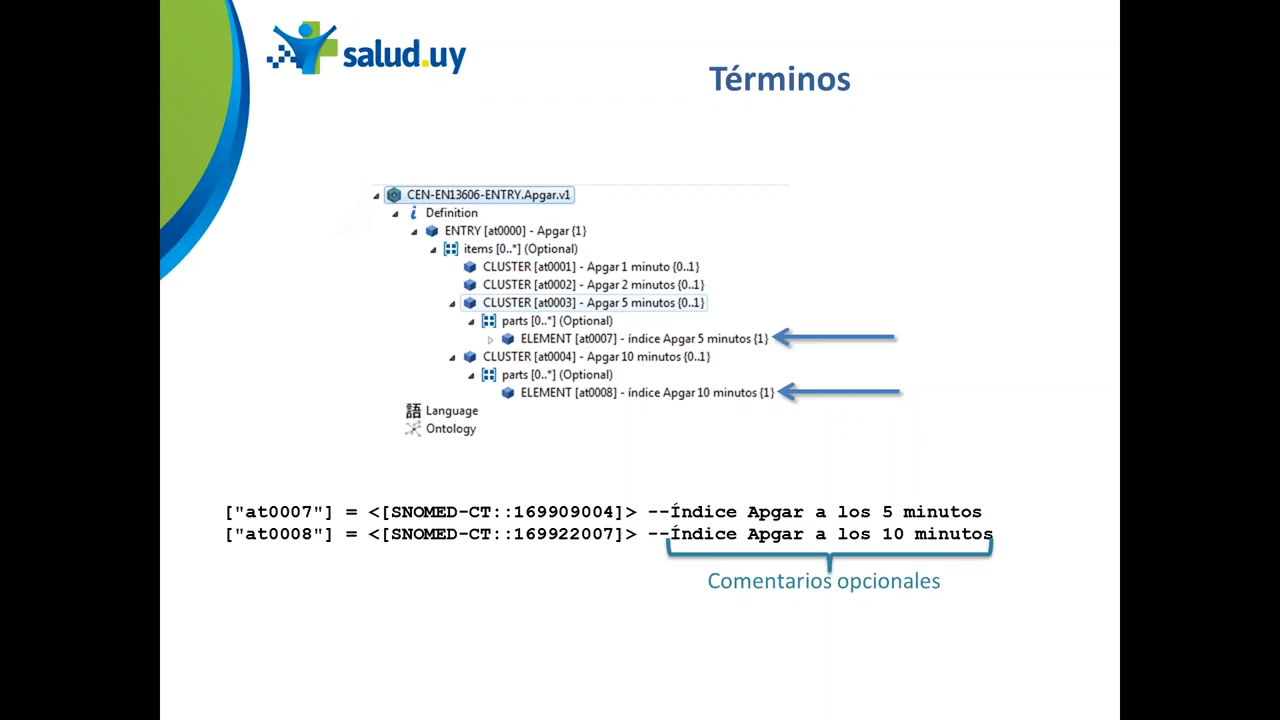 salud.uy
Términos
CEN-EN13606-ENTRY.Apgar.v1
Definition
ENTRY [at0000] - Apgar {1}
items [0..*] (Optional)
CLUSTER [at0001] - Apgar 1 minuto {0..1}
CLUSTER [at0002] - Apgar 2 minutos {0..1}
CLUSTER [at0003] - Apgar 5 minutos {0..1}
parts [0..*] (Optional)
ELEMENT [at0007] - índice Apgar 5 minutos {1}
CLUSTER [at0004] - Apgar 10 minutos {0..1}
parts [0..*] (Optional)
ELEMENT [at0008] - índice Apgar 10 minutos {1}
語 Language
Ontology
["at0007"] = <[SNOMED-CT::169909004]> --Índice Apgar a los 5 minutos
["at0008"] = <[SNOMED-CT::169922007]> --Índice Apgar a los 10 minutos
Comentarios opcionales